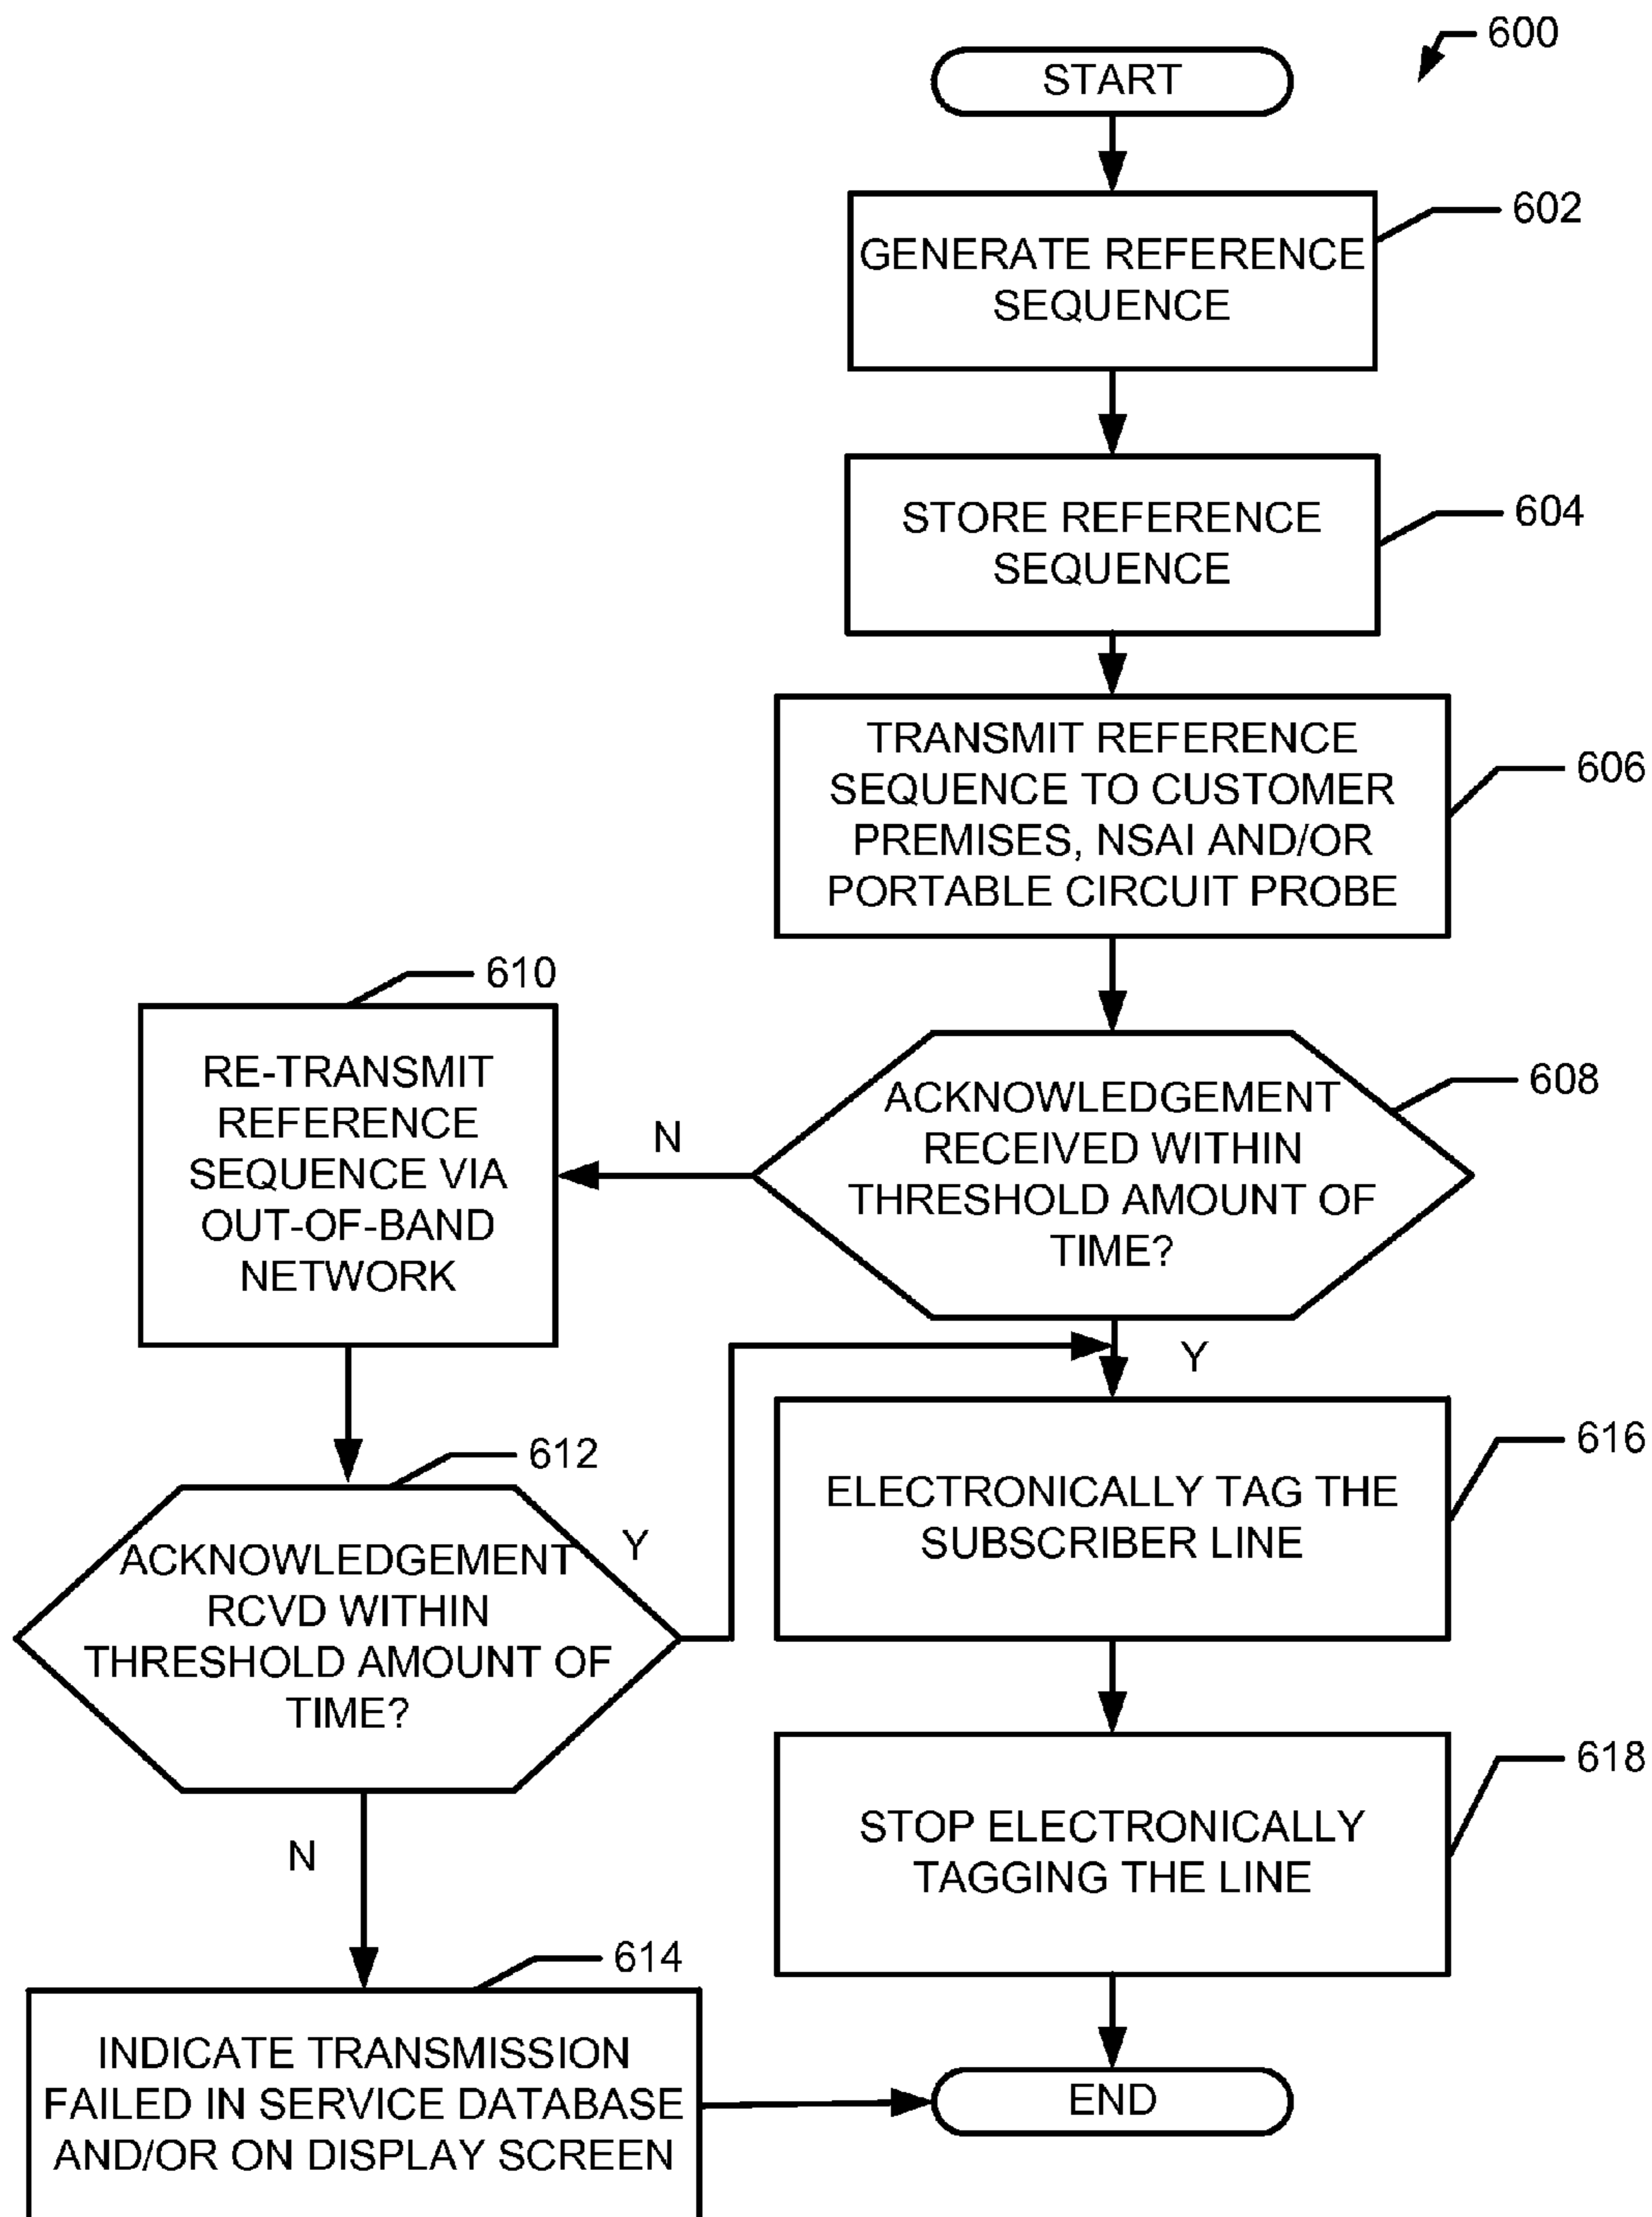 600
START
602
GENERATE REFERENCE
SEQUENCE
604
STORE REFERENCE
SEQUENCE
606
TRANSMIT REFERENCE
SEQUENCE TO CUSTOMER
PREMISES, NSAI AND/OR
PORTABLE CIRCUIT PROBE
608
ACKNOWLEDGEMENT
RECEIVED WITHIN
THRESHOLD AMOUNT OF
TIME?
N
610
RE-TRANSMIT
REFERENCE
SEQUENCE VIA
OUT-OF-BAND
NETWORK
Y
612
ACKNOWLEDGEMENT
RCVD WITHIN
THRESHOLD AMOUNT OF
TIME?
Y
616
ELECTRONICALLY TAG THE
SUBSCRIBER LINE
618
STOP ELECTRONICALLY
TAGGING THE LINE
N
614
INDICATE TRANSMISSION
FAILED IN SERVICE DATABASE
AND/OR ON DISPLAY SCREEN
END